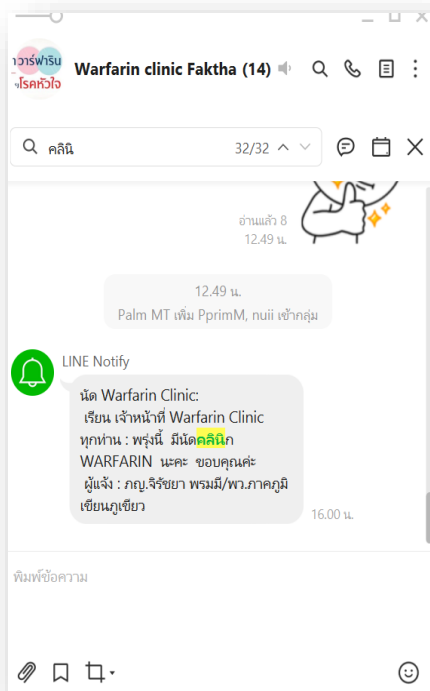 วาร์ฟาริน
โรคหัวใจ
Warfarin clinic Faktha (14)
คลินิ
32/32
อ่านแล้ว 8
12.49 น.
12.49 น.
Palm MT เพิ่ม PprimM, nuii เข้ากลุ่ม
LINE Notify
นัด Warfarin Clinic:
เรียน เจ้าหน้าที่ Warfarin Clinic
ทุกท่าน : พรุ่งนี้ มีนัดคลินิก
WARFARIN นะคะ ขอบคุณค่ะ
ผู้แจ้ง : ภญ.จิรัชยา พรมมี/พว.ภาคภูมิ
เขียนภูเขียว
16.00 น.
พิมพ์ข้อความ